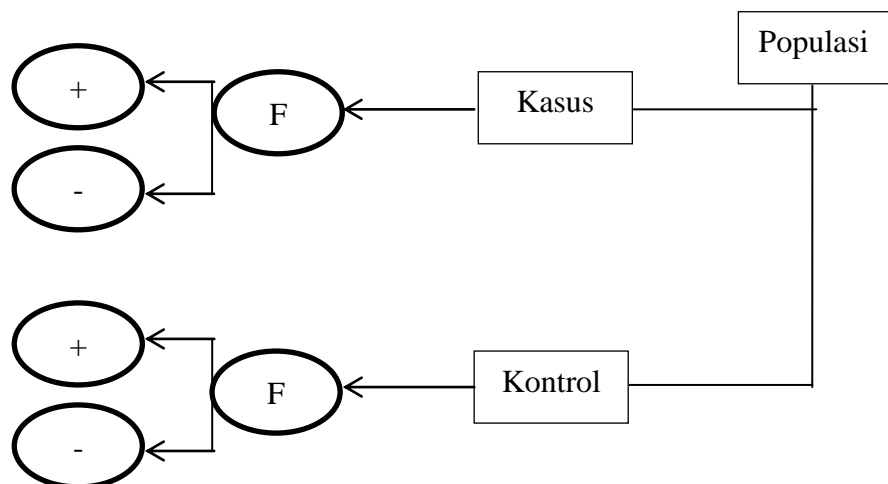 Populasi
+
F
Kasus
-
+
F
Kontrol
-